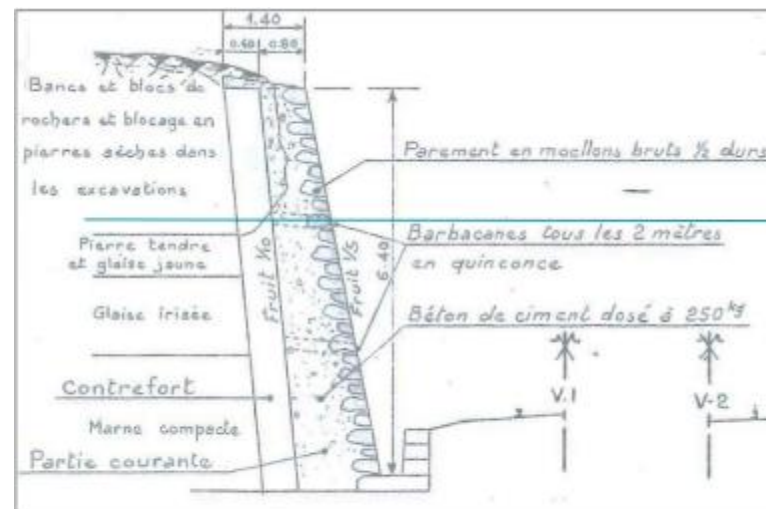 1.40
0.60 0.80
Bancs et blocs de
rochers et blocage en
pierres sèches dans
les excavations
Parement en moellons bruts ½ durs
Pierre tendre
et glaise jaune
Barbacanes tous les 2 mètres
en quinconce
Fruit 1/10
Fruit 1/5
6.40
Glaise irisée
Béton de ciment dosé à 250 kg
V.1
V-2
Contrefort
Marne compacte
Partie courante